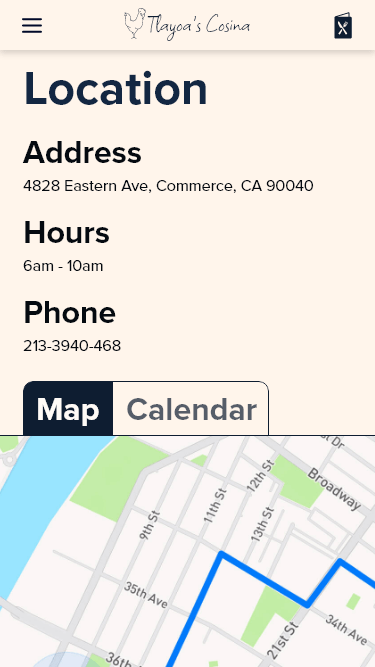 Tlayoa's Cosina
Location
Address
4828 Eastern Ave, Commerce, CA 90040
Hours
6am - 10am
Phone
213-3940-468
Map
Calendar
st Dr
Broadway
12th St
11th St
13th St
9th St
35th Ave
34th Ave
21st St
36th